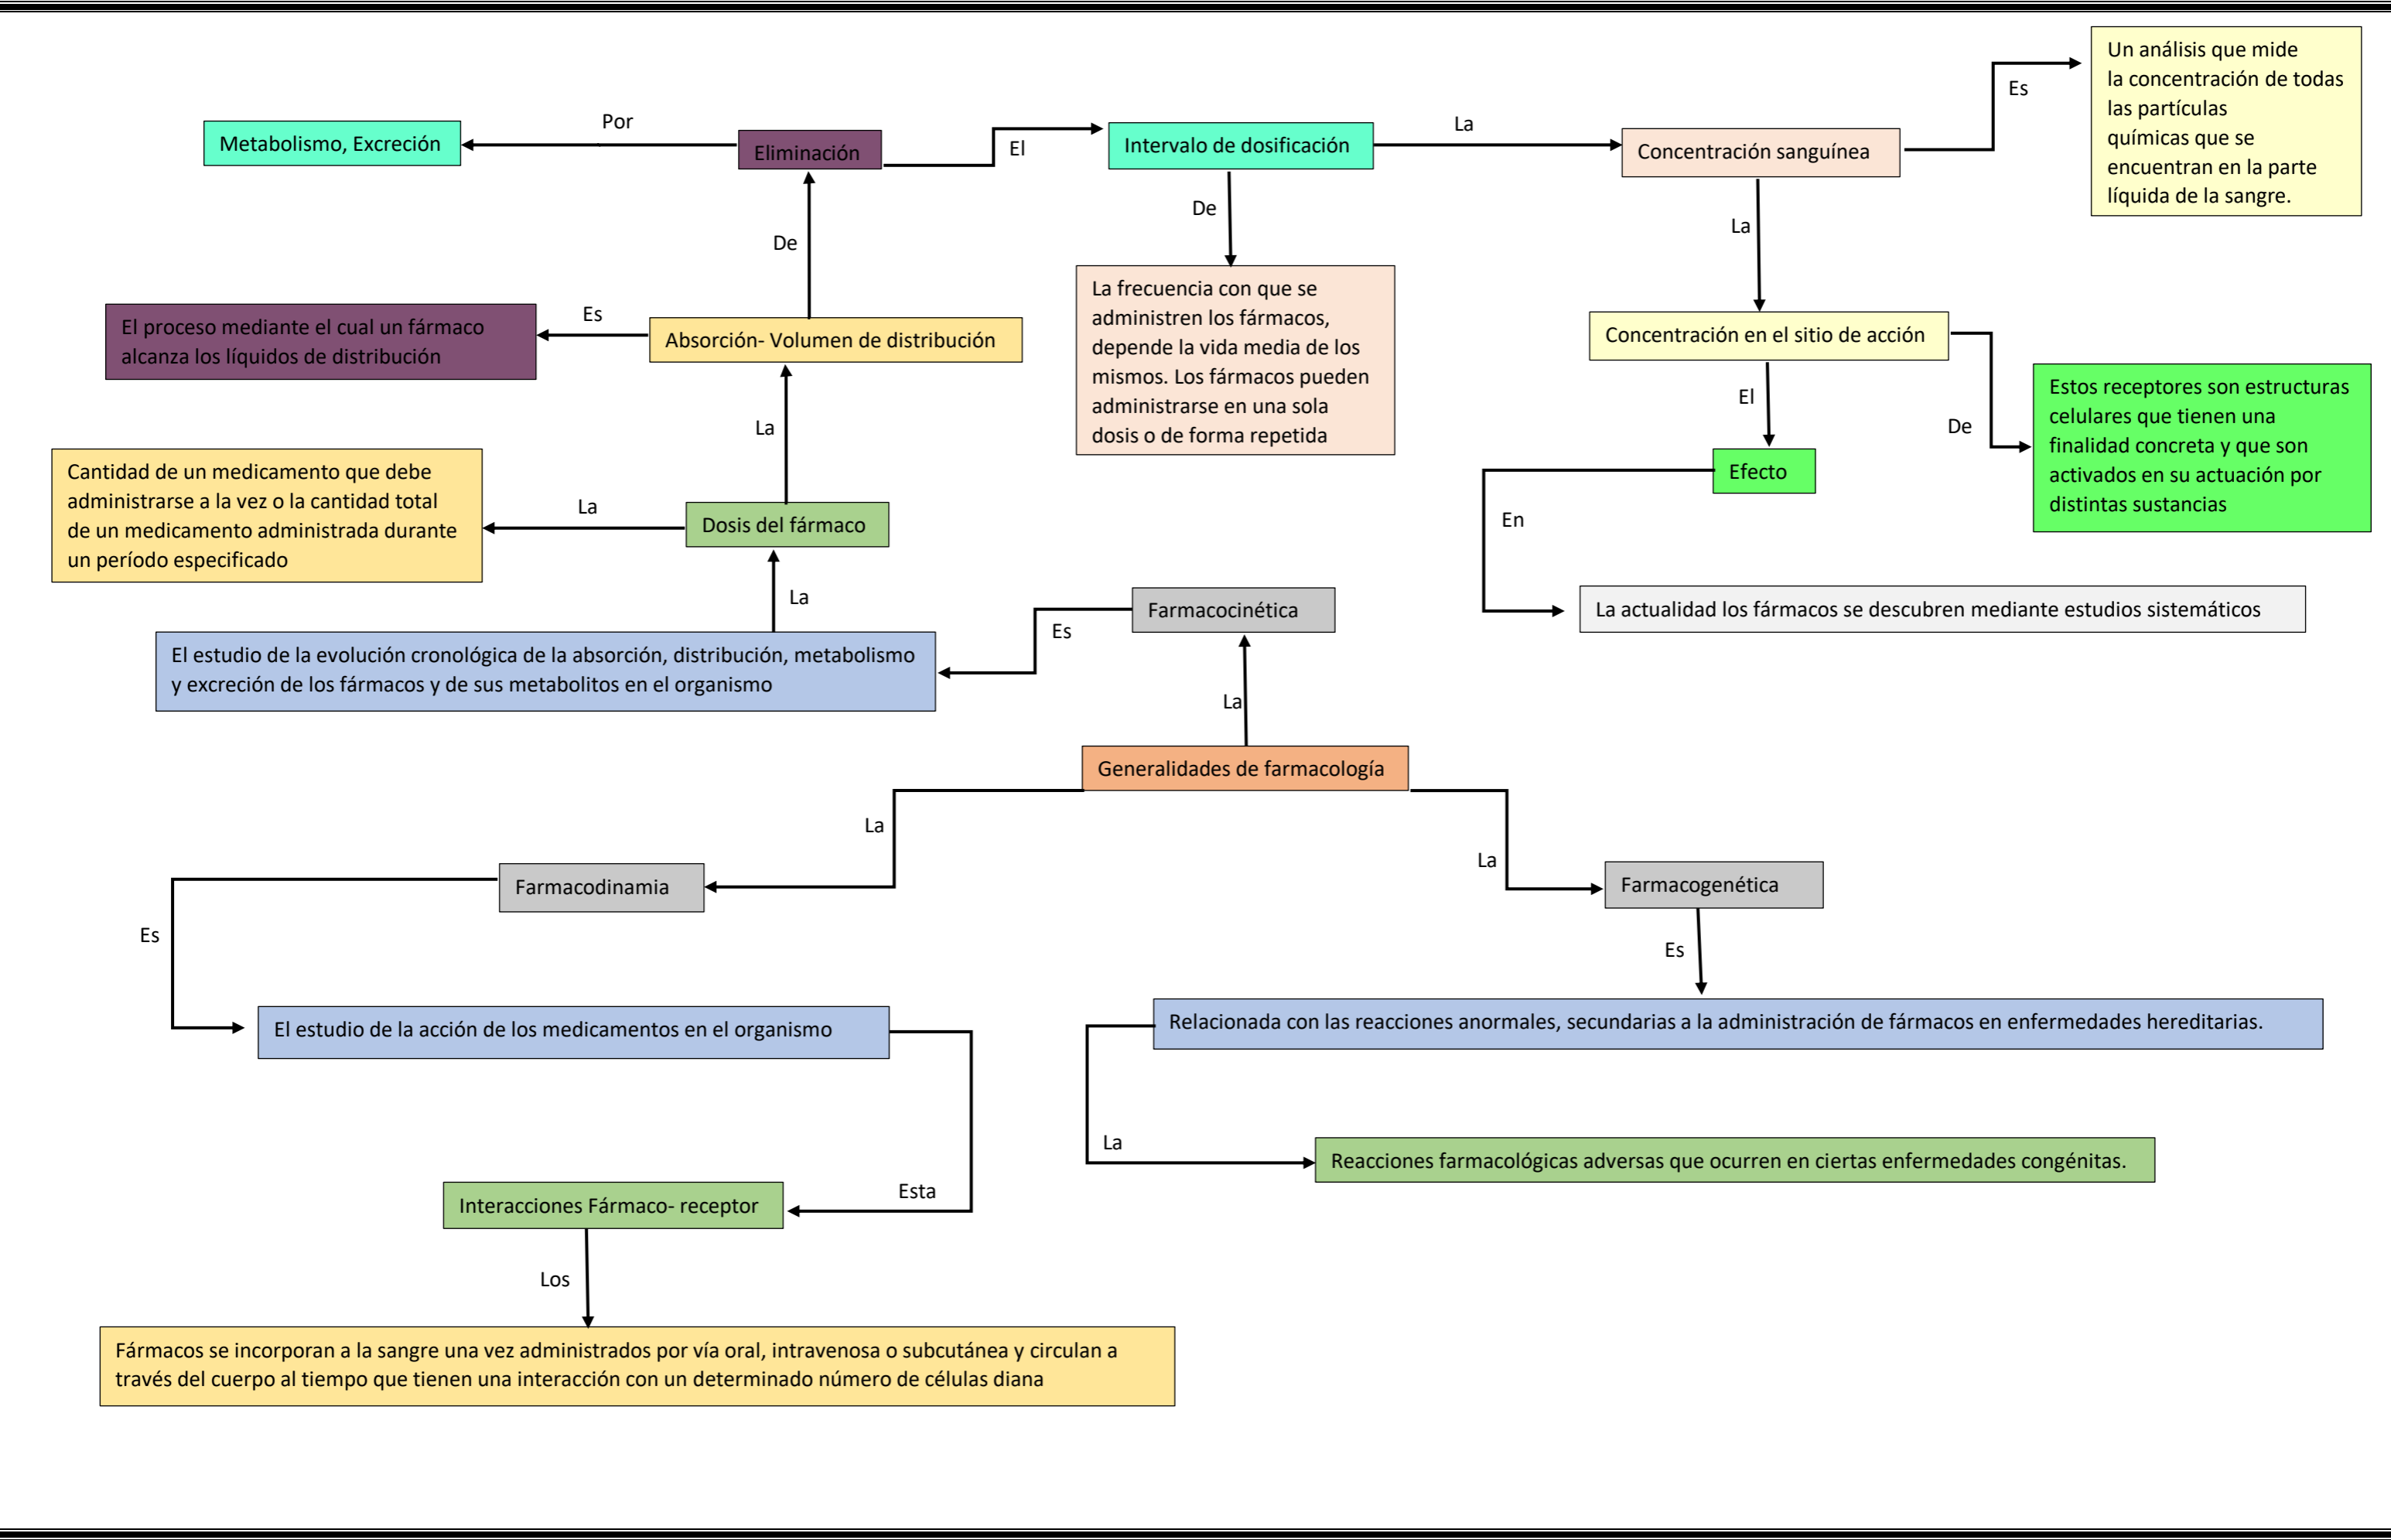 Un análisis que mide
la concentración de todas
las partículas
químicas que se
encuentran en la parte
líquida de la sangre.
Es
Por
La
Metabolismo, Excreción
Eliminación
El
Intervalo de dosificación
Concentración sanguínea
De
La
De
La frecuencia con que se
administren los fármacos,
depende la vida media de los
mismos. Los fármacos pueden
administrarse en una sola
dosis o de forma repetida
El proceso mediante el cual un fármaco
alcanza los líquidos de distribución
Es
Absorción- Volumen de distribución
Concentración en el sitio de acción
El
De
Estos receptores son estructuras
celulares que tienen una
finalidad concreta y que son
activados en su actuación por
distintas sustancias
La
Efecto
Cantidad de un medicamento que debe
administrarse a la vez o la cantidad total
de un medicamento administrada durante
un período especificado
La
Dosis del fármaco
En
La
Farmacocinética
La actualidad los fármacos se descubren mediante estudios sistemáticos
Es
El estudio de la evolución cronológica de la absorción, distribución, metabolismo
y excreción de los fármacos y de sus metabolitos en el organismo
La
Generalidades de farmacología
La
La
Farmacodinamia
Farmacogenética
Es
Es
El estudio de la acción de los medicamentos en el organismo
Relacionada con las reacciones anormales, secundarias a la administración de fármacos en enfermedades hereditarias.
La
Reacciones farmacológicas adversas que ocurren en ciertas enfermedades congénitas.
Esta
Interacciones Fármaco- receptor
Los
Fármacos se incorporan a la sangre una vez administrados por vía oral, intravenosa o subcutánea y circulan a
través del cuerpo al tiempo que tienen una interacción con un determinado número de células diana